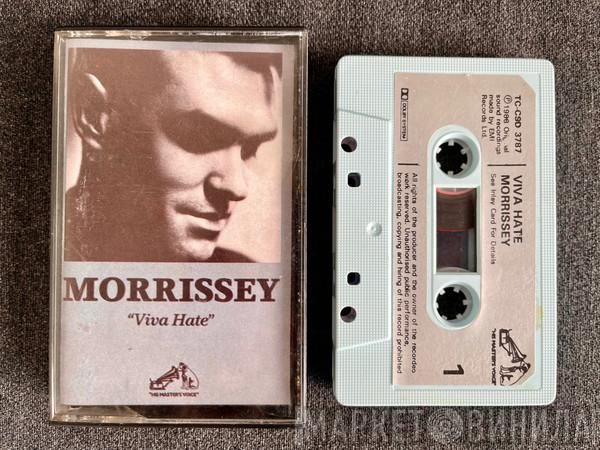 MORRISSEY
"Viva Hate"
"HIS MASTER'S VOICE"
TC-CSD 3787
℗1988 Original
sound recordings
made by EMI
Records Ltd.
DOLBY SYSTEM
VIVA HATE
MORRISSEY
See Inlay Card For Details
All rights of the producer and the owner of the recorded
work reserved. Unauthorised public performance,
broadcasting, copying and hiring of this record prohibited
"HIS MASTER'S VOICE"
1
МАРКЕТ ВИНИЛА